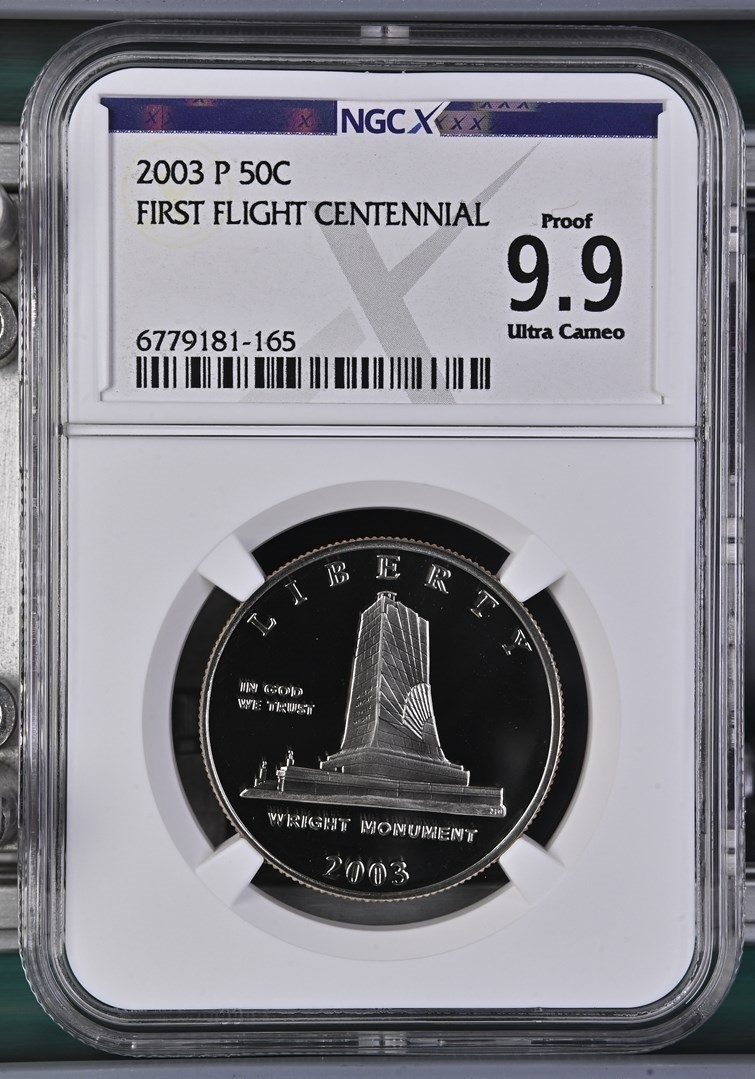 NGCX
2003 P 50C
FIRST FLIGHT CENTENNIAL
Proof
9.9
Ultra Cameo
6779181-165
LIBERTY
IN GOD
WE TRUST
WRIGHT MONUMENT
2003